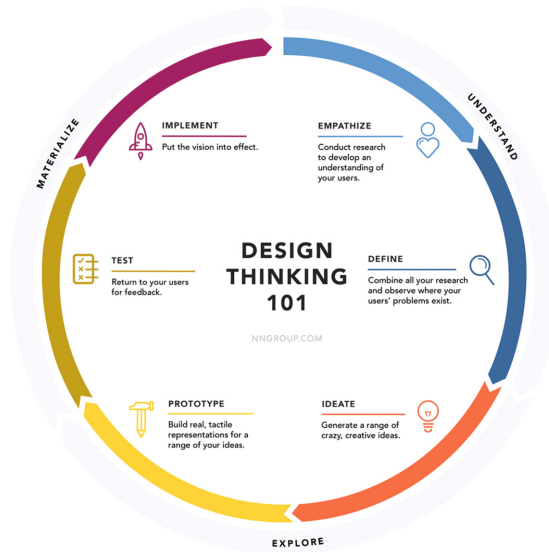 DESIGN
THINKING
101
NNGROUP.COM
UNDERSTAND
EMPATHIZE
Conduct research
to develop an
understanding of
your users.
DEFINE
Combine all your research
and observe where your
users' problems exist.
EXPLORE
IDEATE
Generate a range of
crazy, creative ideas.
PROTOTYPE
Build real, tactile
representations for a
range of your ideas.
MATERIALIZE
TEST
Return to your users
for feedback.
IMPLEMENT
Put the vision into effect.